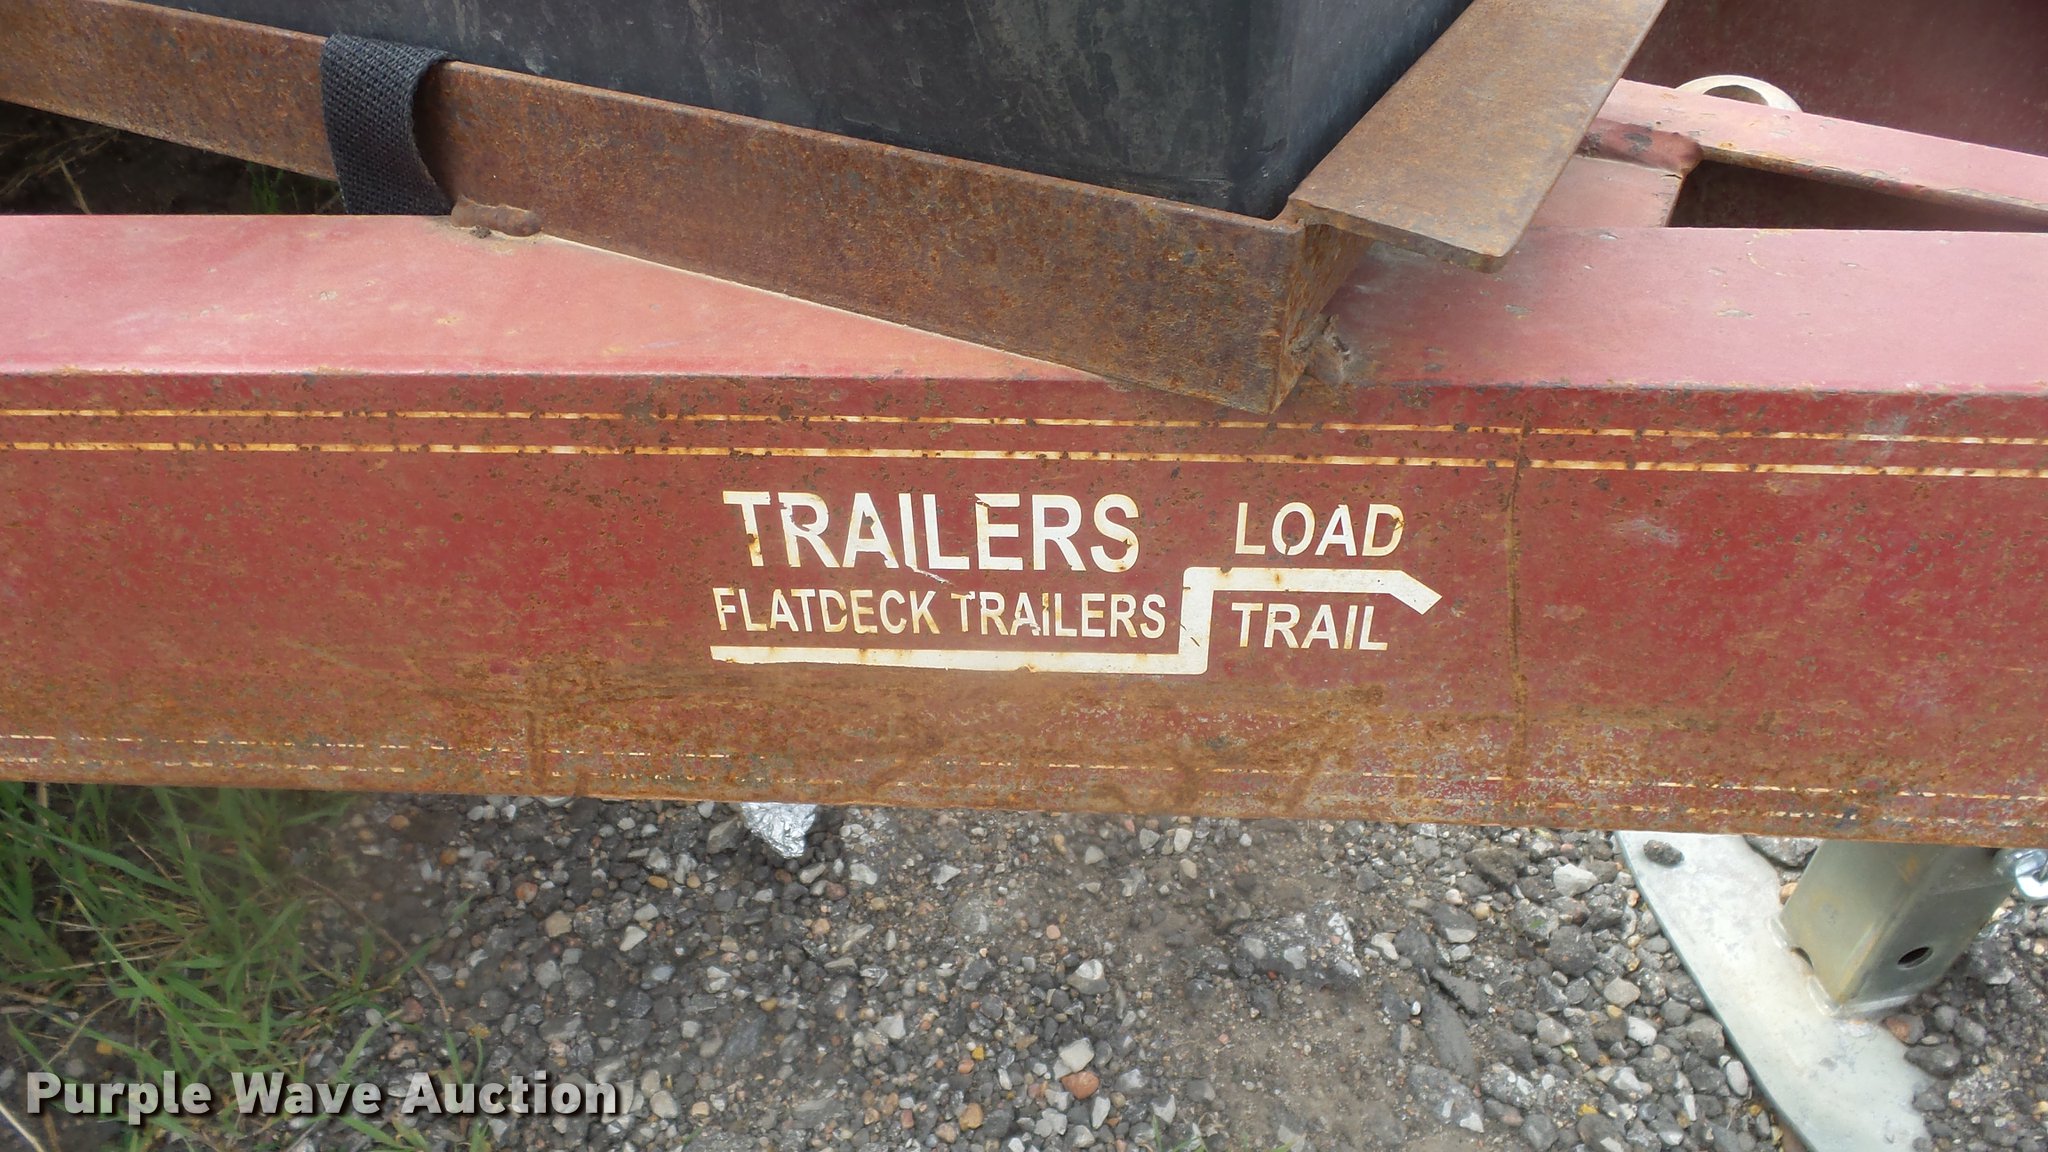 TRAILERS
FLATDECK TRAILERS
LOAD
TRAIL
Purple Wave Auction